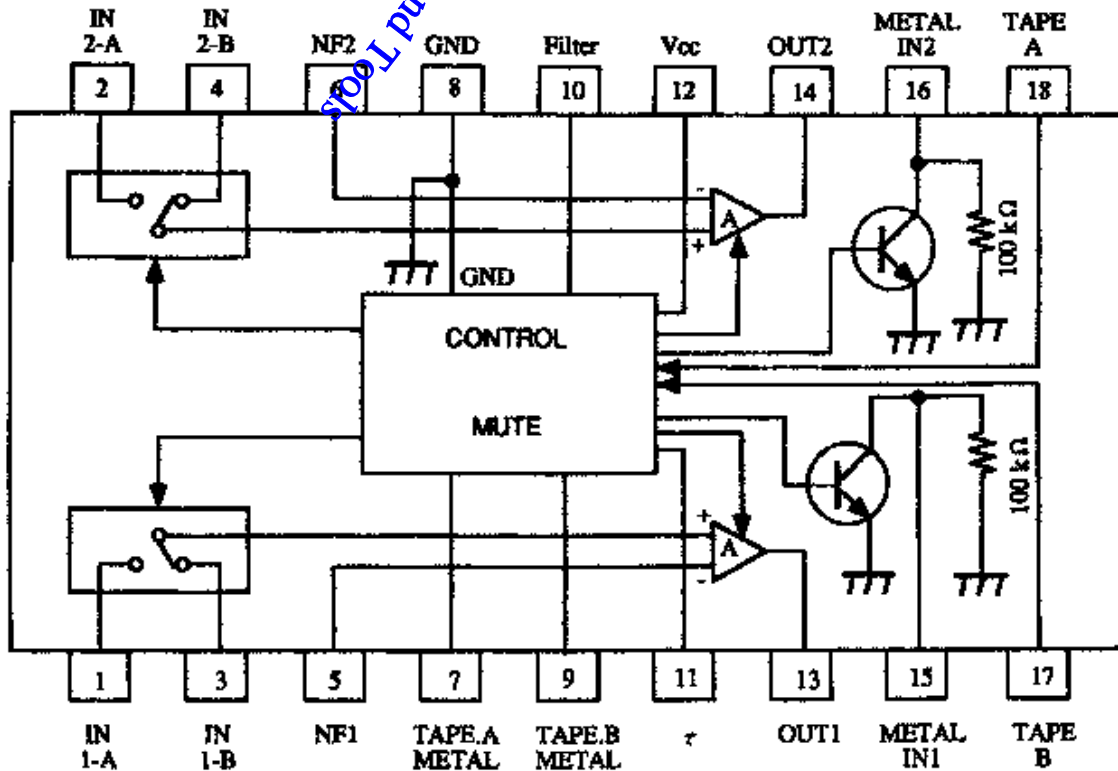 IN 2-A
IN 2-B
NF2
GND
Filter
Vcc
OUT2
METAL IN2
TAPE A
2
4
6
8
10
12
14
16
18
nd Tools
-
A
+
100 kΩ
GND
CONTROL
MUTE
100 kΩ
+
A
-
1
3
5
7
9
11
13
15
17
IN 1-A
IN 1-B
NF1
TAPE.A METAL
TAPE.B METAL
τ
OUT1
METAL IN1
TAPE B